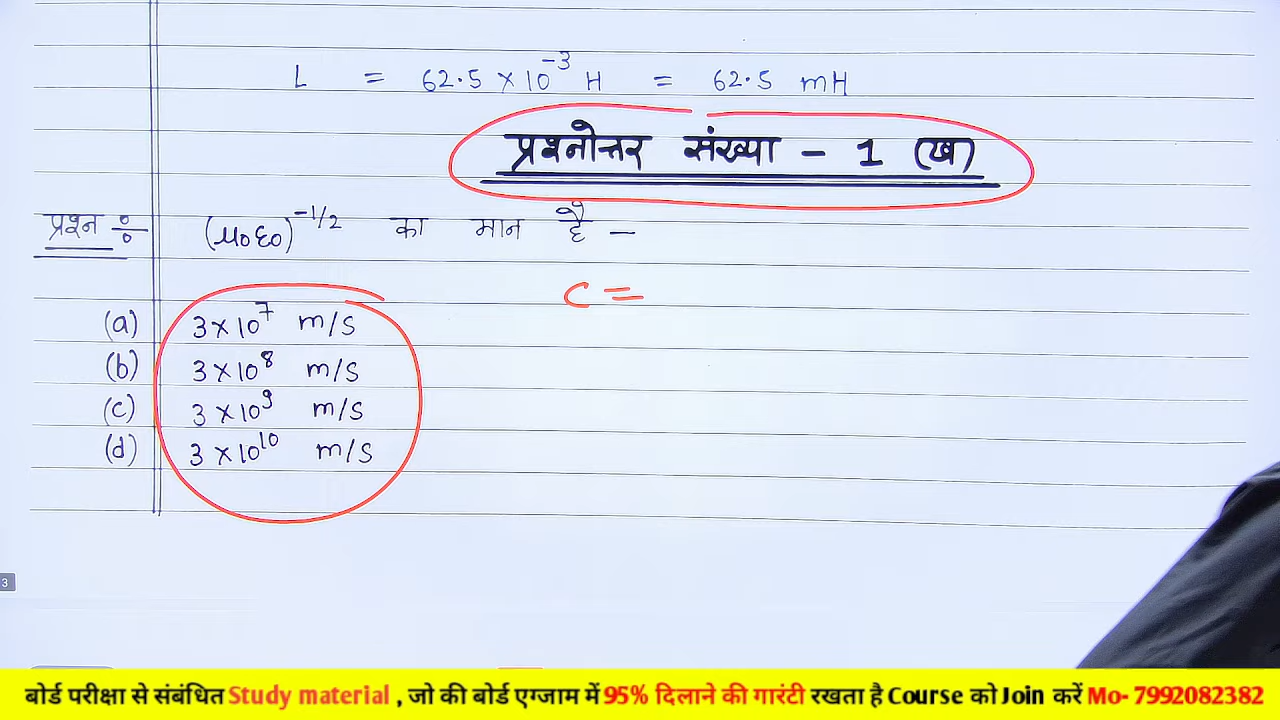 L = 62.5 × 10⁻³ H = 62.5 mH
प्रश्नोत्तर संख्या - 1 (ख)
प्रश्न ÷ (μ₀ε₀)⁻¹/² का मान है –
C =
(a) 3 × 10⁷ m/s
(b) 3 × 10⁸ m/s
(c) 3 × 10⁹ m/s
(d) 3 × 10¹⁰ m/s
3
बोर्ड परीक्षा से संबंधित Study material , जो की बोर्ड एग्जाम में 95% दिलाने की गारंटी रखता है Course को Join करें Mo- 7992082382